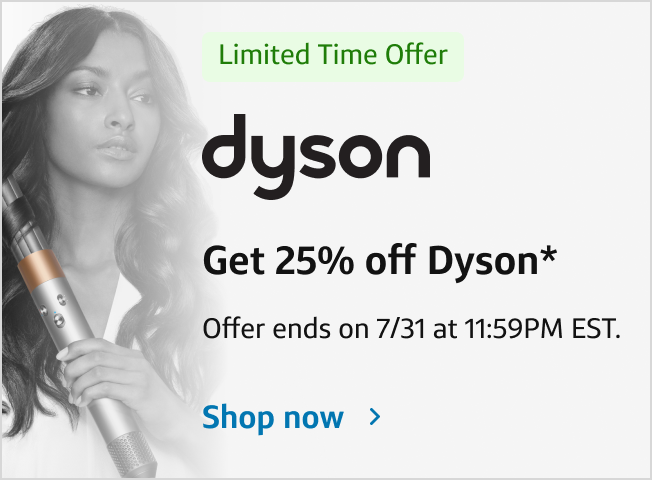 Limited Time Offer
dyson
Get 25% off Dyson*
Offer ends on 7/31 at 11:59PM EST.
Shop now